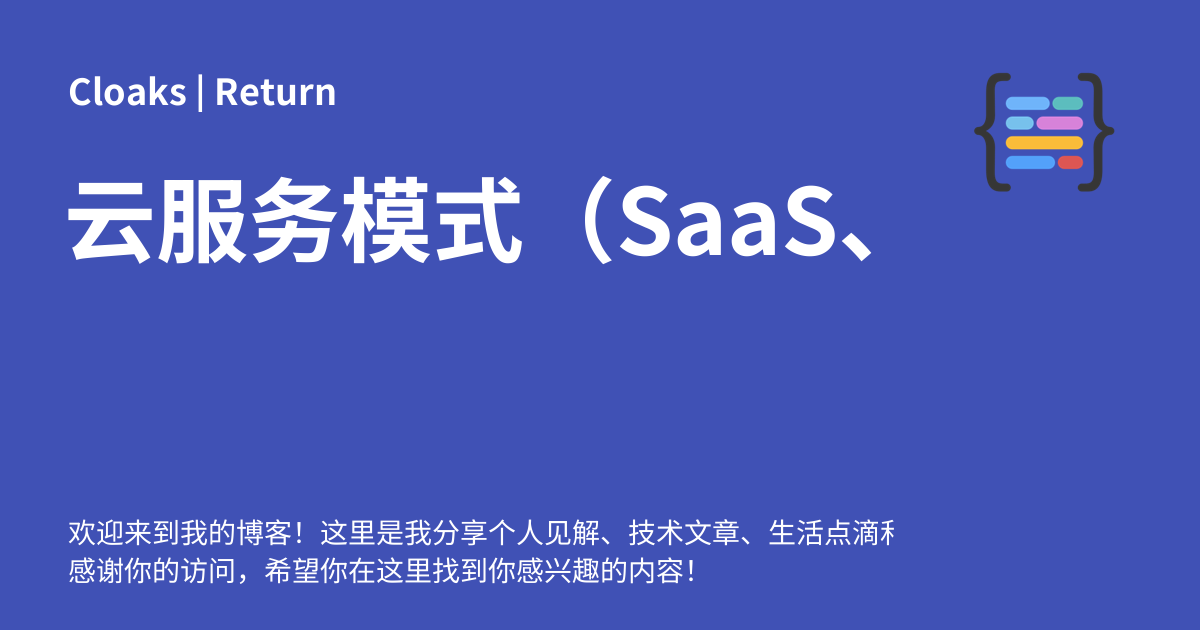 Cloaks | Return
云服务模式（SaaS、
欢迎来到我的博客！这里是我分享个人见解、技术文章、生活点滴
感谢你的访问，希望你在这里找到你感兴趣的内容！